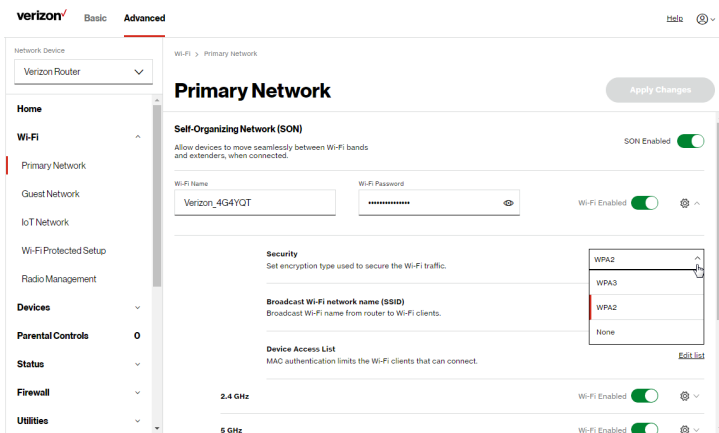 verizon✓ Basic Advanced Help
Network Device
Verizon Router
Home
Wi-Fi
Primary Network
Guest Network
IoT Network
Wi-Fi Protected Setup
Radio Management
Devices
Parental Controls 0
Status
Firewall
Utilities
Wi-Fi › Primary Network
Primary Network
Apply Changes
Self-Organizing Network (SON)
Allow devices to move seamlessly between Wi-Fi bands
and extenders, when connected.
SON Enabled
Wi-Fi Name
Wi-Fi Password
Verizon_4G4YQT
•••••••••••••••
Wi-Fi Enabled
Security
Set encryption type used to secure the Wi-Fi traffic.
WPA2
WPA3
WPA2
None
Broadcast Wi-Fi network name (SSID)
Broadcast Wi-Fi name from router to Wi-Fi clients.
Device Access List
MAC authentication limits the Wi-Fi clients that can connect.
Edit list
2.4 GHz
Wi-Fi Enabled
5 GHz
Wi-Fi Enabled